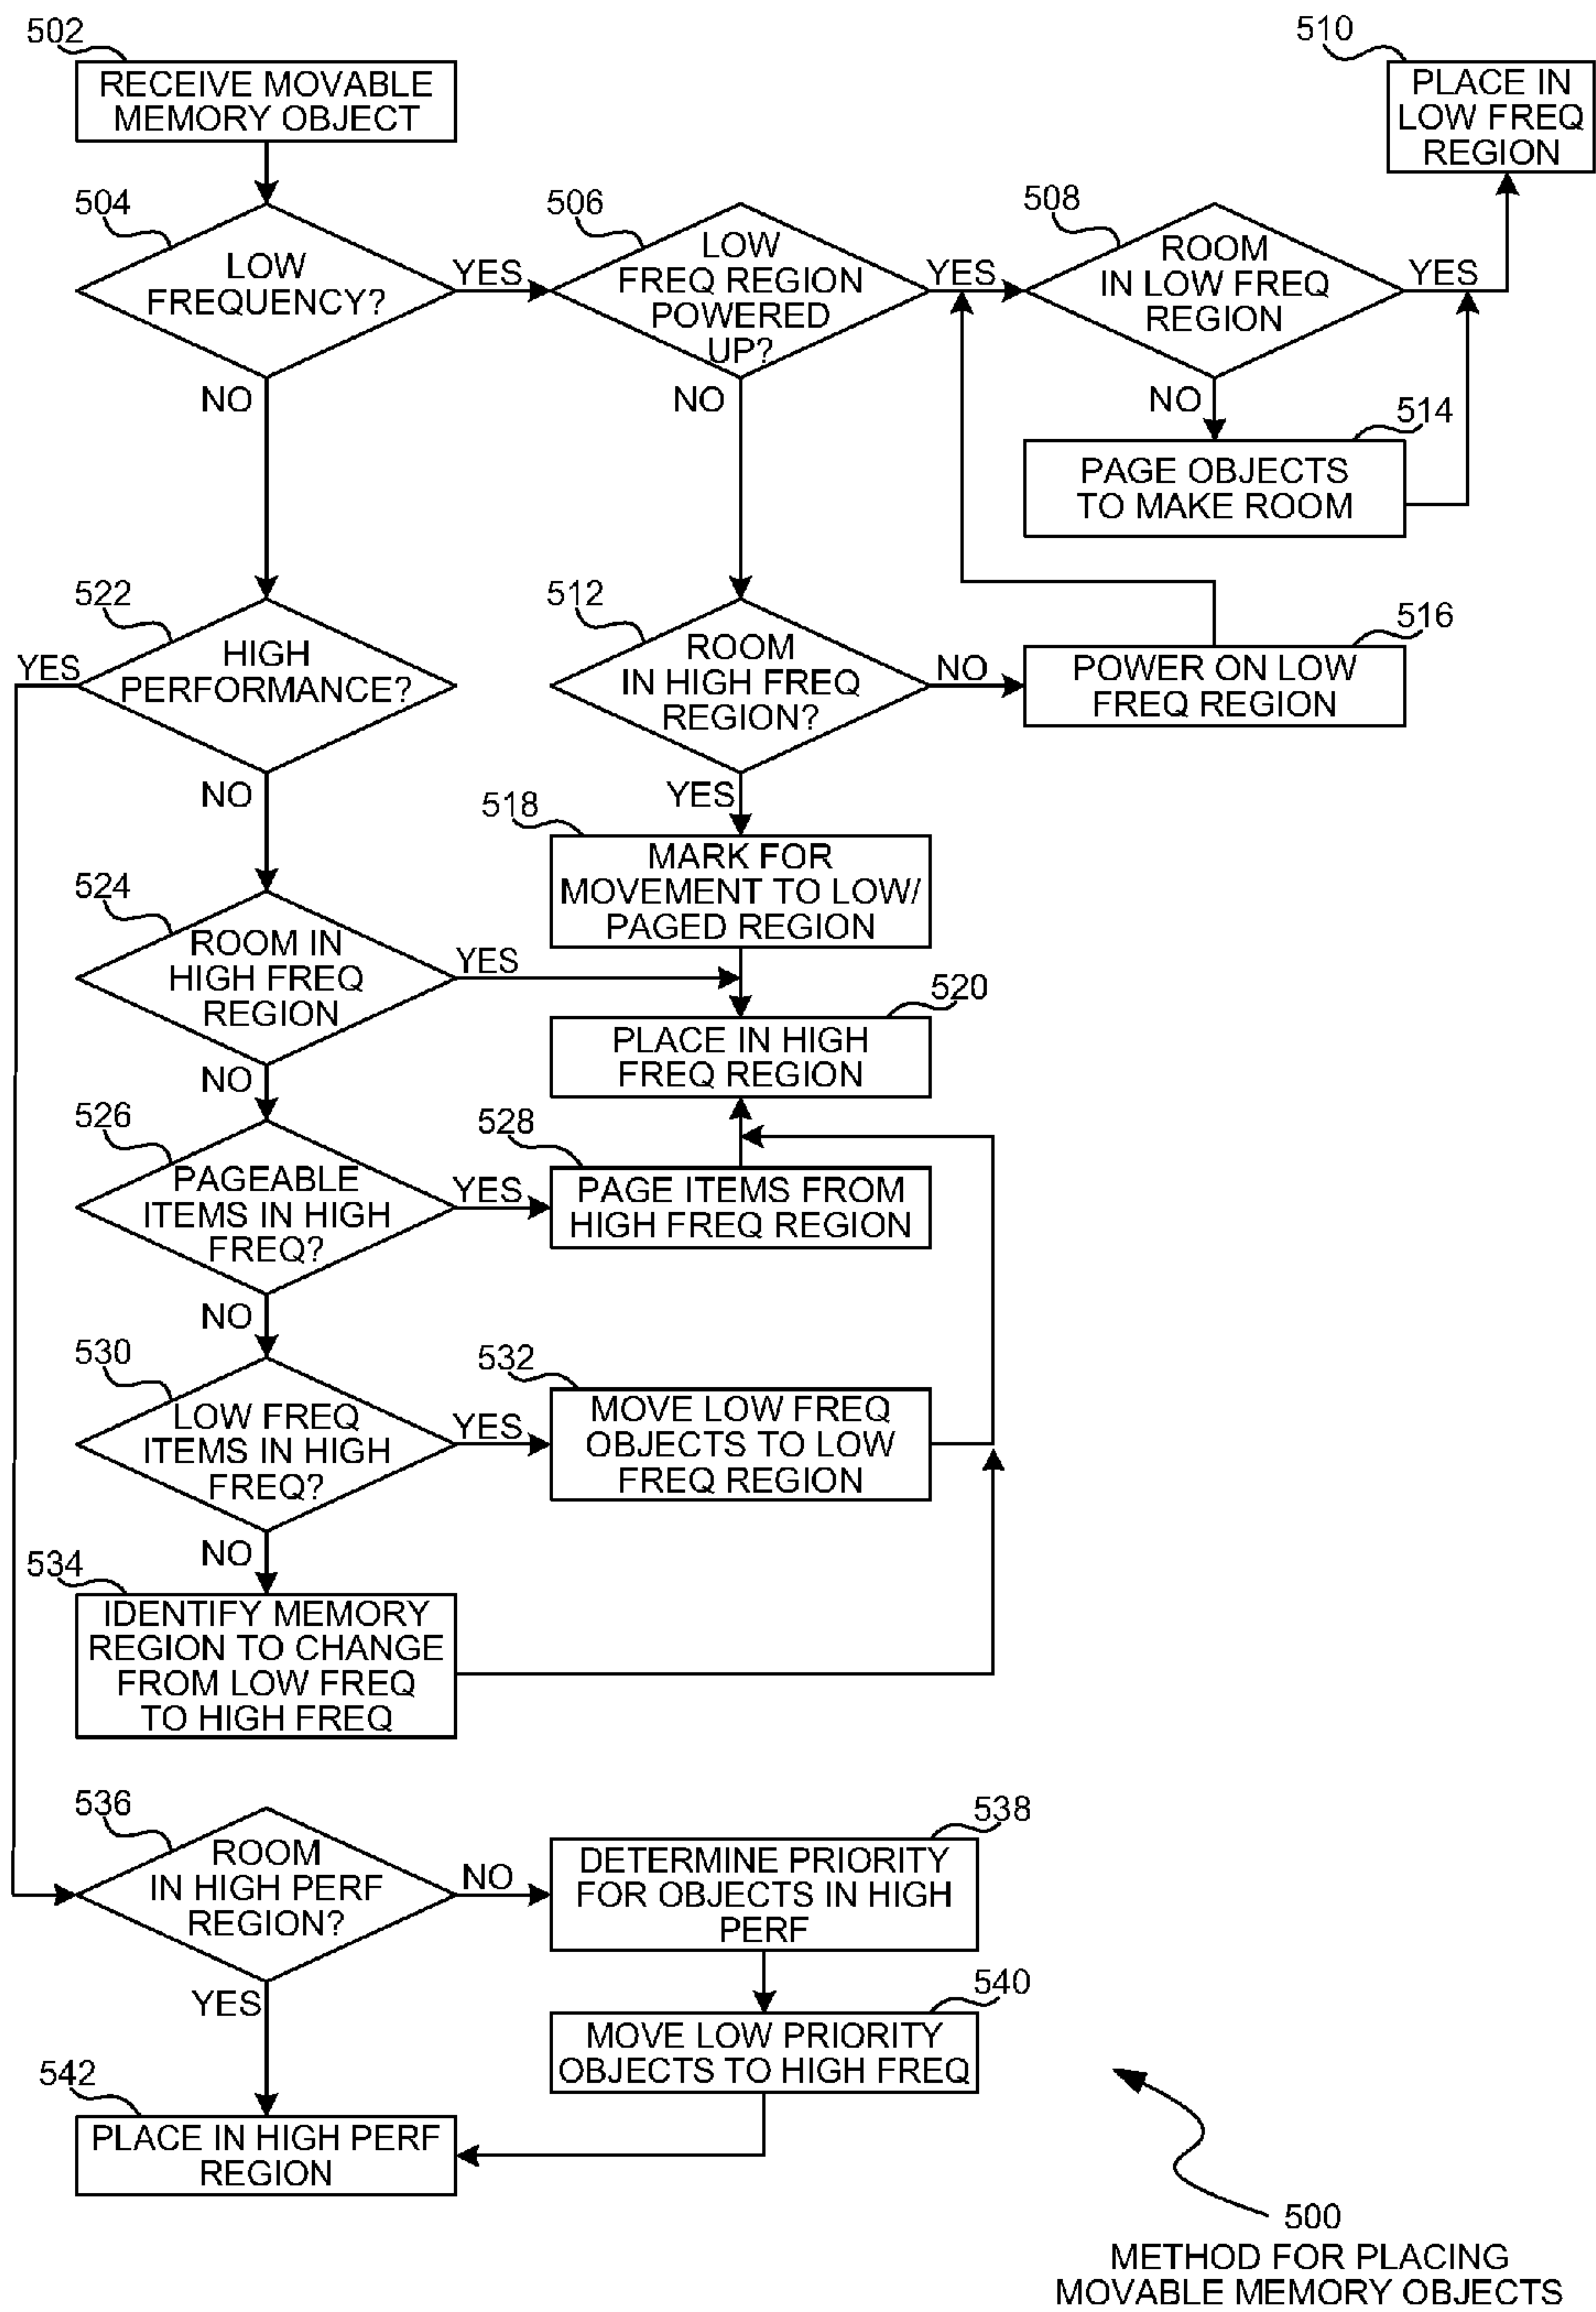 502
RECEIVE MOVABLE
MEMORY OBJECT
510
PLACE IN
LOW FREQ
REGION
504
LOW
FREQUENCY?
YES
NO
506
LOW
FREQ REGION
POWERED
UP?
YES
NO
508
ROOM
IN LOW FREQ
REGION
YES
NO
514
PAGE OBJECTS
TO MAKE ROOM
522
HIGH
PERFORMANCE?
YES
NO
512
ROOM
IN HIGH FREQ
REGION?
NO
YES
516
POWER ON LOW
FREQ REGION
518
MARK FOR
MOVEMENT TO LOW/
PAGED REGION
524
ROOM IN
HIGH FREQ
REGION
YES
NO
520
PLACE IN HIGH
FREQ REGION
526
PAGEABLE
ITEMS IN HIGH
FREQ?
YES
NO
528
PAGE ITEMS FROM
HIGH FREQ REGION
530
LOW FREQ
ITEMS IN HIGH
FREQ?
YES
NO
532
MOVE LOW FREQ
OBJECTS TO LOW
FREQ REGION
534
IDENTIFY MEMORY
REGION TO CHANGE
FROM LOW FREQ
TO HIGH FREQ
536
ROOM
IN HIGH PERF
REGION?
NO
YES
538
DETERMINE PRIORITY
FOR OBJECTS IN HIGH
PERF
540
MOVE LOW PRIORITY
OBJECTS TO HIGH FREQ
542
PLACE IN HIGH PERF
REGION
500
METHOD FOR PLACING
MOVABLE MEMORY OBJECTS